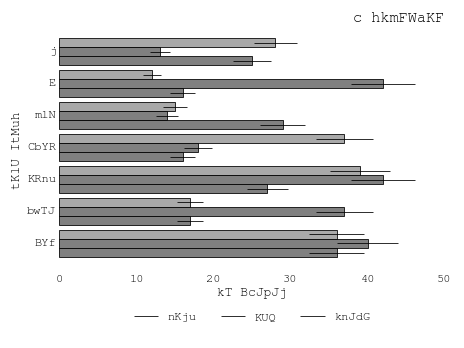 c hkmFWaKF
j
E
mlN
CbYR
KRnu
bwTJ
BYf
tKlU ItMuh
0 10 20 30 40 50
kT BcJpJj
nKju KUQ knJdG